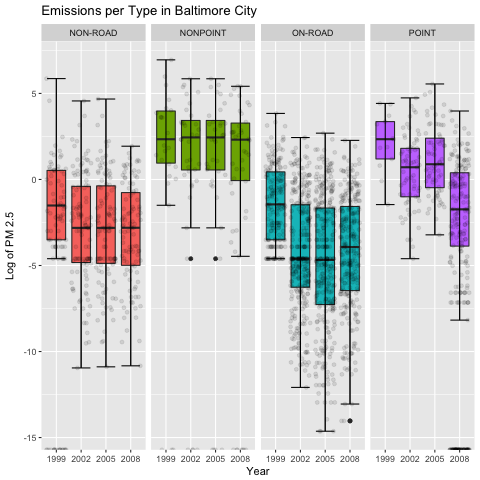 Emissions per Type in Baltimore City
NON-ROAD NONPOINT ON-ROAD POINT
Log of PM 2.5
5
0
-5
-10
-15
1999 2002 2005 2008 1999 2002 2005 2008 1999 2002 2005 2008 1999 2002 2005 2008
Year